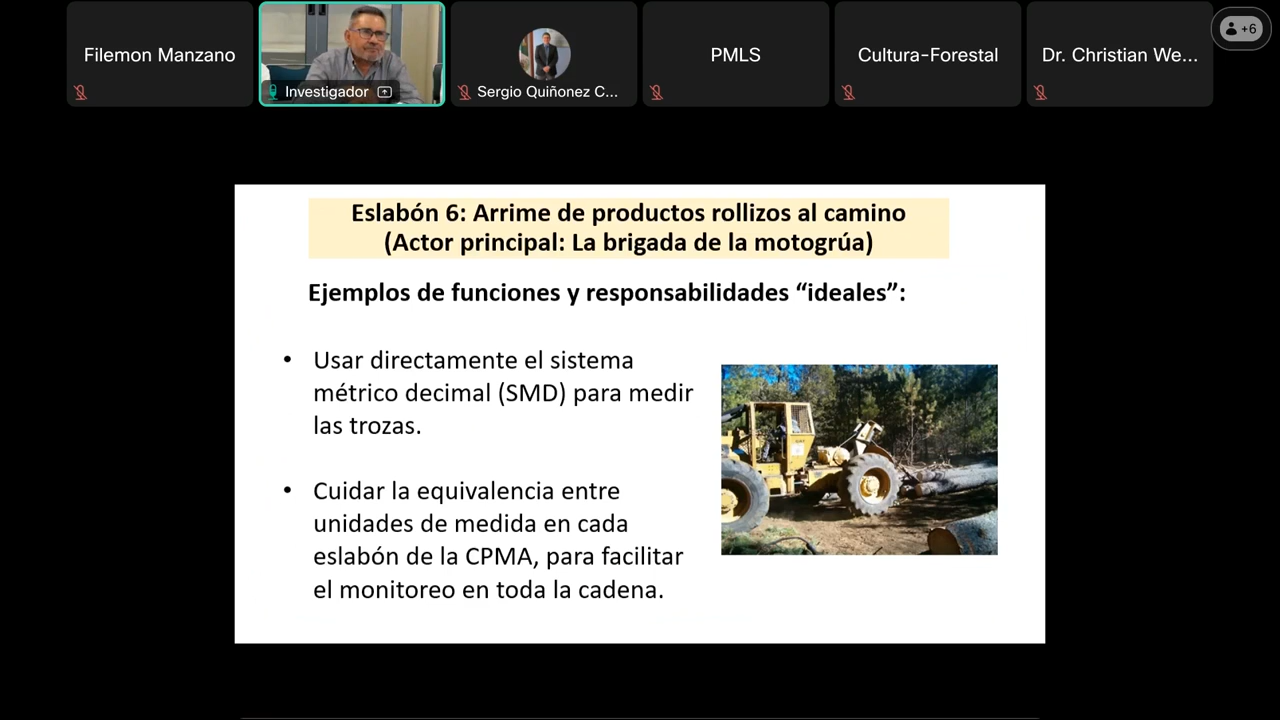 Filemon Manzano
Investigador
Sergio Quiñonez C...
PMLS
Cultura-Forestal
Dr. Christian We...
+6
Eslabón 6: Arrime de productos rollizos al camino
(Actor principal: La brigada de la motogrúa)
Ejemplos de funciones y responsabilidades “ideales”:
• Usar directamente el sistema
métrico decimal (SMD) para medir
las trozas.
• Cuidar la equivalencia entre
unidades de medida en cada
eslabón de la CPMA, para facilitar
el monitoreo en toda la cadena.